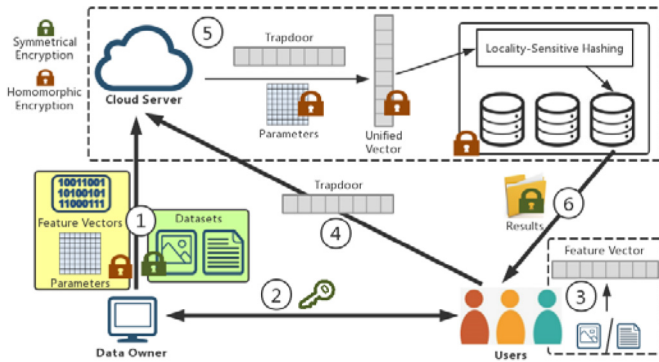 Symmetrical
Encryption
Homomorphic
Encryption
5
Cloud Server
Trapdoor
Parameters
Unified
Vector
Locality-Sensitive Hashing
10011001
10100101
11000111
Feature Vectors
Parameters
1
Datasets
Trapdoor
4
Results
6
2
Feature Vector
3
Data Owner
Users